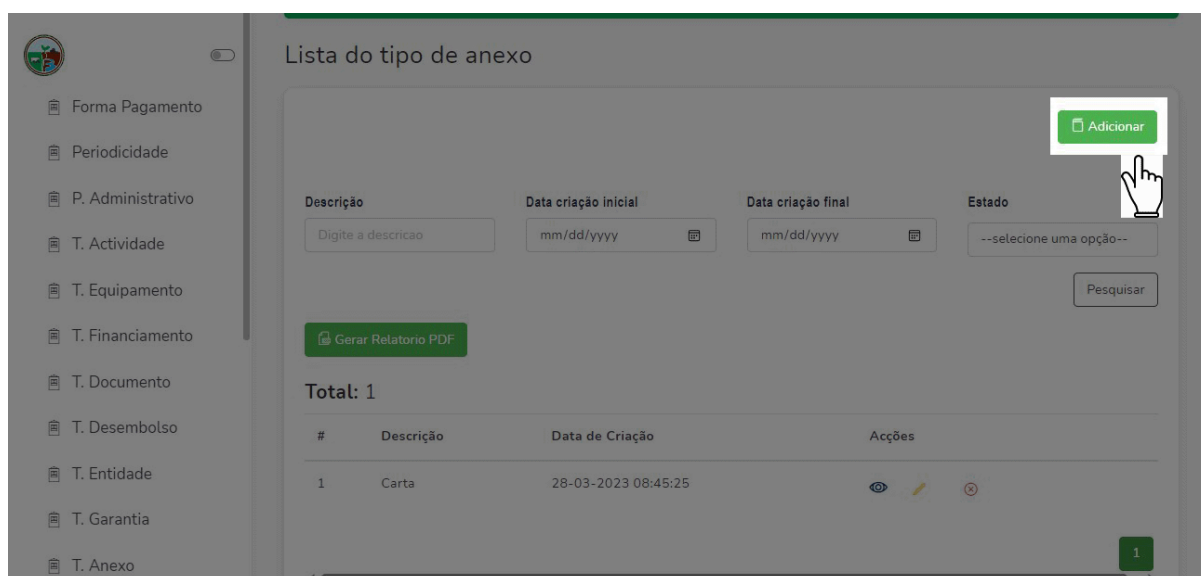 Lista do tipo de anexo
Forma Pagamento
Periodicidade
P. Administrativo
T. Actividade
T. Equipamento
T. Financiamento
T. Documento
T. Desembolso
T. Entidade
T. Garantia
T. Anexo
Adicionar
Descrição Data criação inicial Data criação final Estado
Digite a descricao mm/dd/yyyy mm/dd/yyyy --selecione uma opção--
Pesquisar
Gerar Relatorio PDF
Total: 1
# Descrição Data de Criação Acções
1 Carta 28-03-2023 08:45:25
1